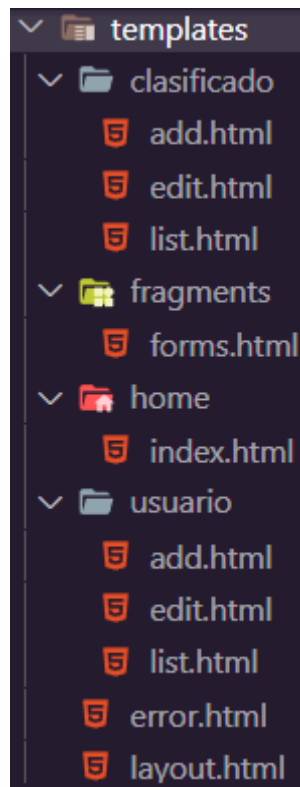 templates
clasificado
add.html
edit.html
list.html
fragments
forms.html
home
index.html
usuario
add.html
edit.html
list.html
error.html
layout.html